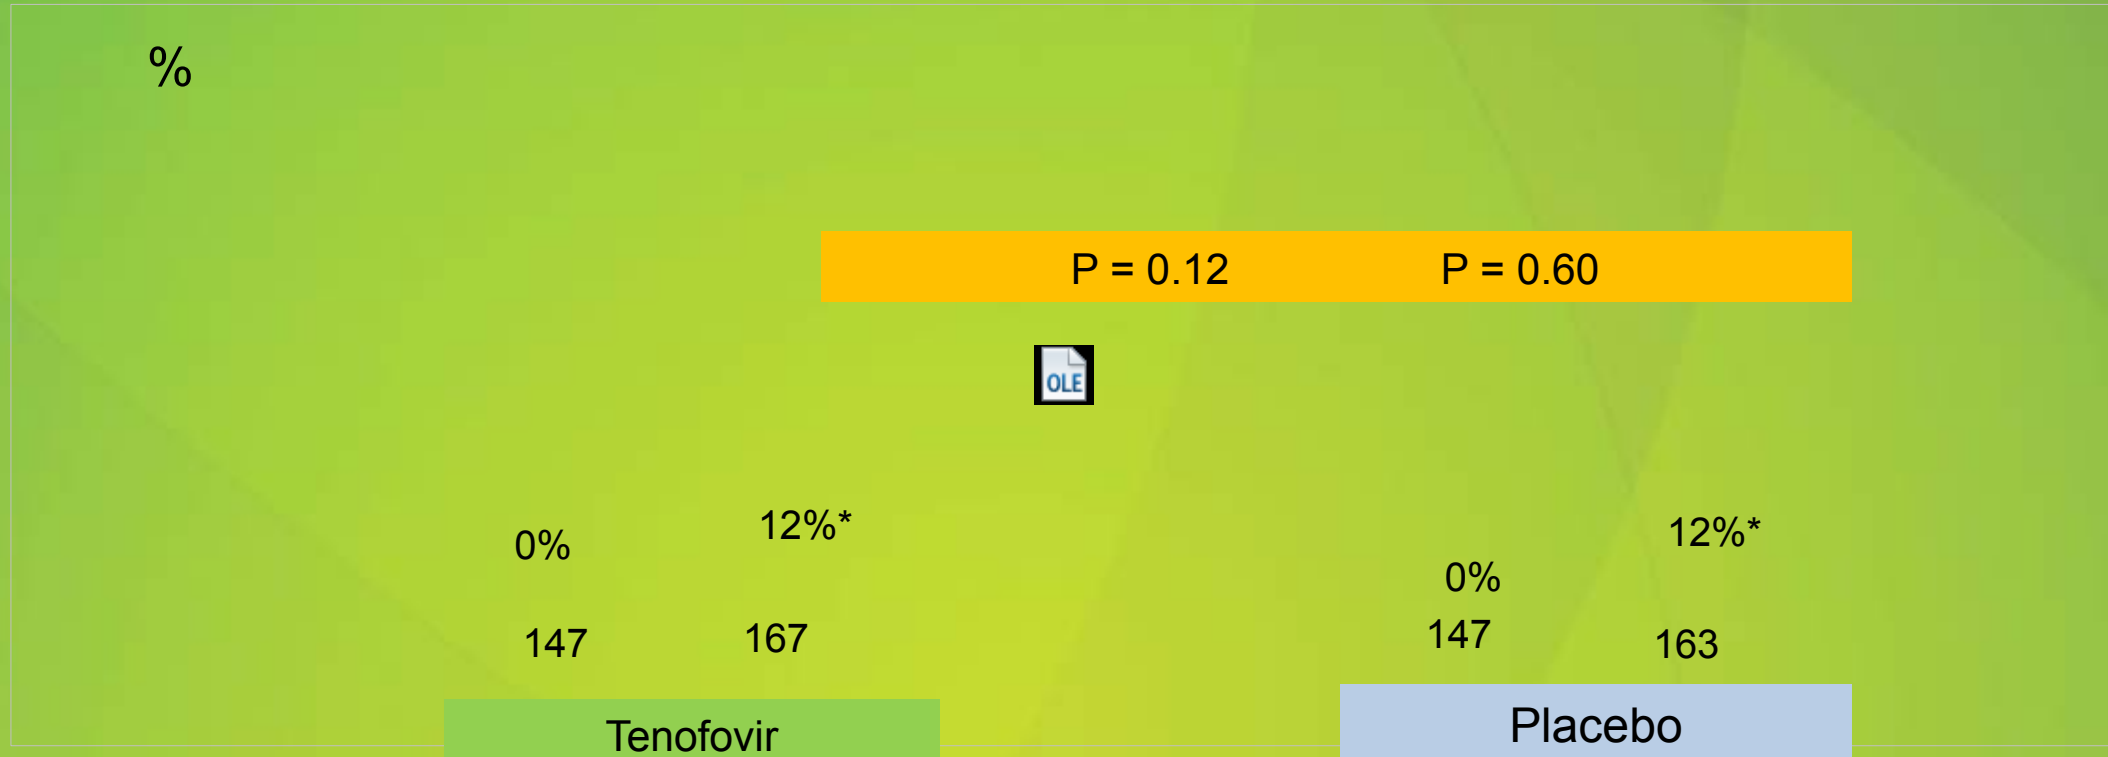 %
P = 0.12 P = 0.60
OLE
0% 12%* 0% 12%*
147 167 147 163
Tenofovir Placebo